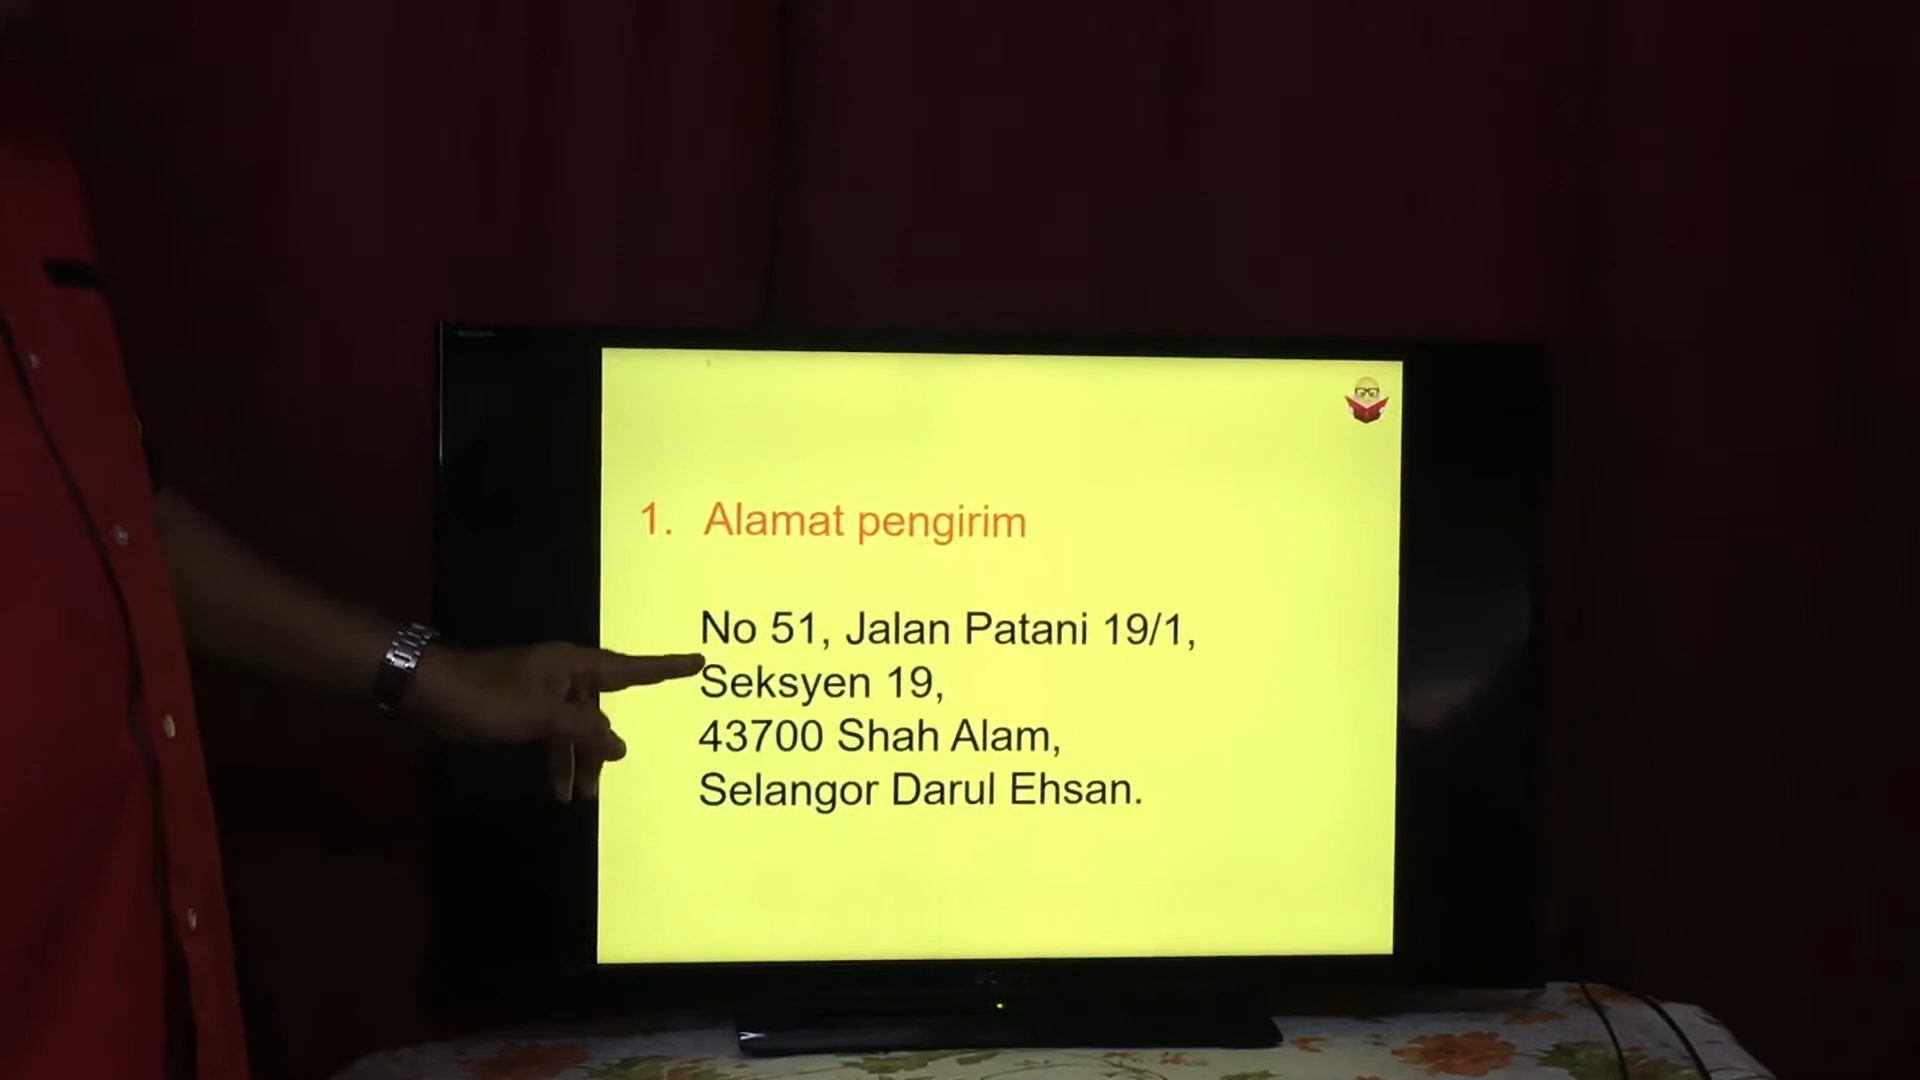 1. Alamat pengirim
No 51, Jalan Patani 19/1,
Seksyen 19,
43700 Shah Alam,
Selangor Darul Ehsan.